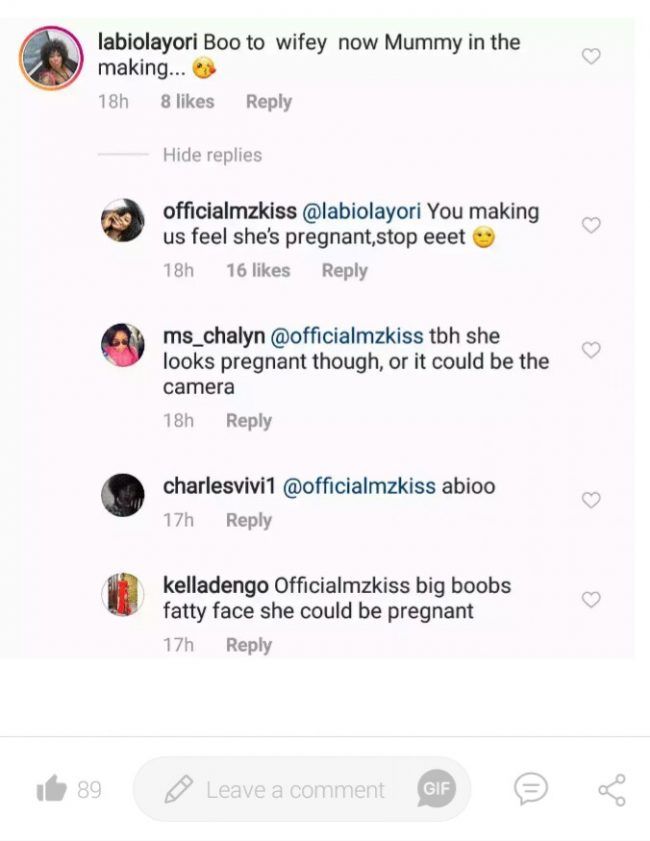 labiolayori Boo to wifey now Mummy in the
making... 😘
18h 8 likes Reply
Hide replies
officialmzkiss @labiolayori You making
us feel she's pregnant,stop eeet 🤨
18h 16 likes Reply
ms_chalyn @officialmzkiss tbh she
looks pregnant though, or it could be the
camera
18h Reply
charlesvivi1 @officialmzkiss abioo
17h Reply
kelladengo Officialmzkiss big boobs
fatty face she could be pregnant
17h Reply
89 Leave a comment GIF